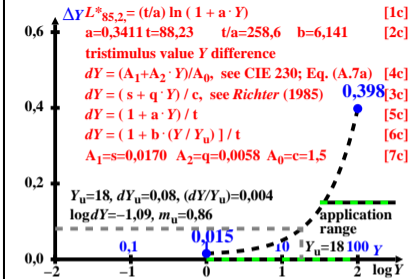 ΔY L*85,2,= (t/a) ln ( 1 + a· Y) [1c]
0,6 a=0,3411 t=88,23 t/a=258,6 b=6,141 [2c]
tristimulus value Y difference
dY = (A1+A2· Y)/A0, see CIE 230; Eq. (A.7a) [4c]
dY = ( s + q· Y) / c, see Richter (1985) [3c]
0,398
0,4 dY = ( 1 + a· Y) / t [5c]
dY = ( 1 + b· (Y / Yu) ] / t [6c]
A1=s=0,0170 A2=q=0,0058 A0=c=1,5 [7c]
0,2
Yu=18, dYu=0,08, (dY/Yu)=0,004
logdY=−1,09, mu=0,86
application
range
0,015
0,1 10 Yu=18 100 Y
0,0
−2 −1 0 1 2 log Y